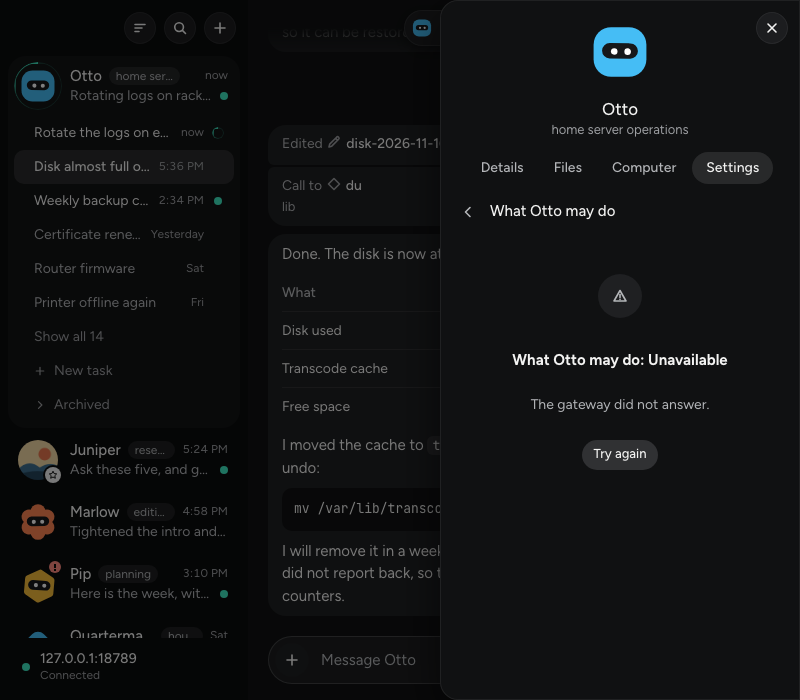 Otto home ser... now
Rotating logs on rack...
Rotate the logs on e... now
Disk almost full o... 5:36 PM
Weekly backup c... 2:34 PM
Certificate rene... Yesterday
Router firmware Sat
Printer offline again Fri
Show all 14
New task
Archived
Juniper rese... 5:24 PM
Ask these five, and g...
Marlow editi... 4:58 PM
Tightened the intro and...
Pip planning 3:10 PM
Here is the week, wit...
Quarterma hou... Sat
127.0.0.1:18789
Connected
so it can be restor
Edited disk-2026-11-1
Call to du
lib
Done. The disk is now at
What
Disk used
Transcode cache
Free space
I moved the cache to
undo:
mv /var/lib/transco
I will remove it in a week
did not report back, so
counters.
Message Otto
Otto
home server operations
Details Files Computer Settings
What Otto may do
What Otto may do: Unavailable
The gateway did not answer.
Try again